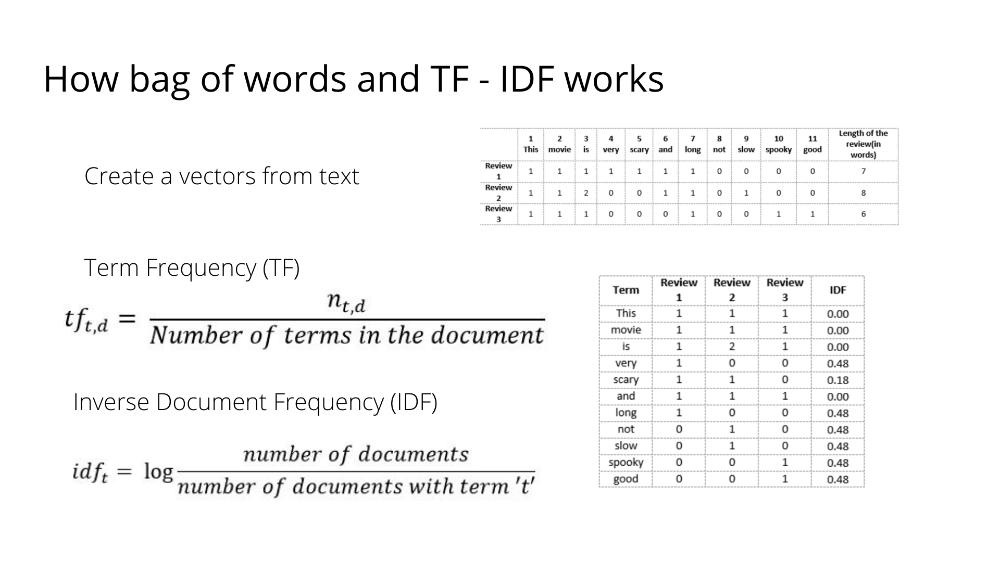 How bag of words and TF - IDF works
Create a vectors from text
1 2 3 4 5 6 7 8 9 10 11 Length of the
This movie is very scary and long not slow spooky good review(in
words)
Review 1 1 1 1 1 1 1 1 0 0 0 0 7
Review 2 1 1 2 0 0 1 1 0 1 0 0 8
Review 3 1 1 1 0 0 0 1 0 0 1 1 6
Term Frequency (TF)
tf_{t,d} = n_{t,d} / Number of terms in the document
Inverse Document Frequency (IDF)
idf_t = log number of documents / number of documents with term 't'
Term Review 1 Review 2 Review 3 IDF
This 1 1 1 0.00
movie 1 1 1 0.00
is 1 2 1 0.00
very 1 0 0 0.48
scary 1 1 0 0.18
and 1 1 1 0.00
long 1 0 0 0.48
not 0 1 0 0.48
slow 0 1 0 0.48
spooky 0 0 1 0.48
good 0 0 1 0.48